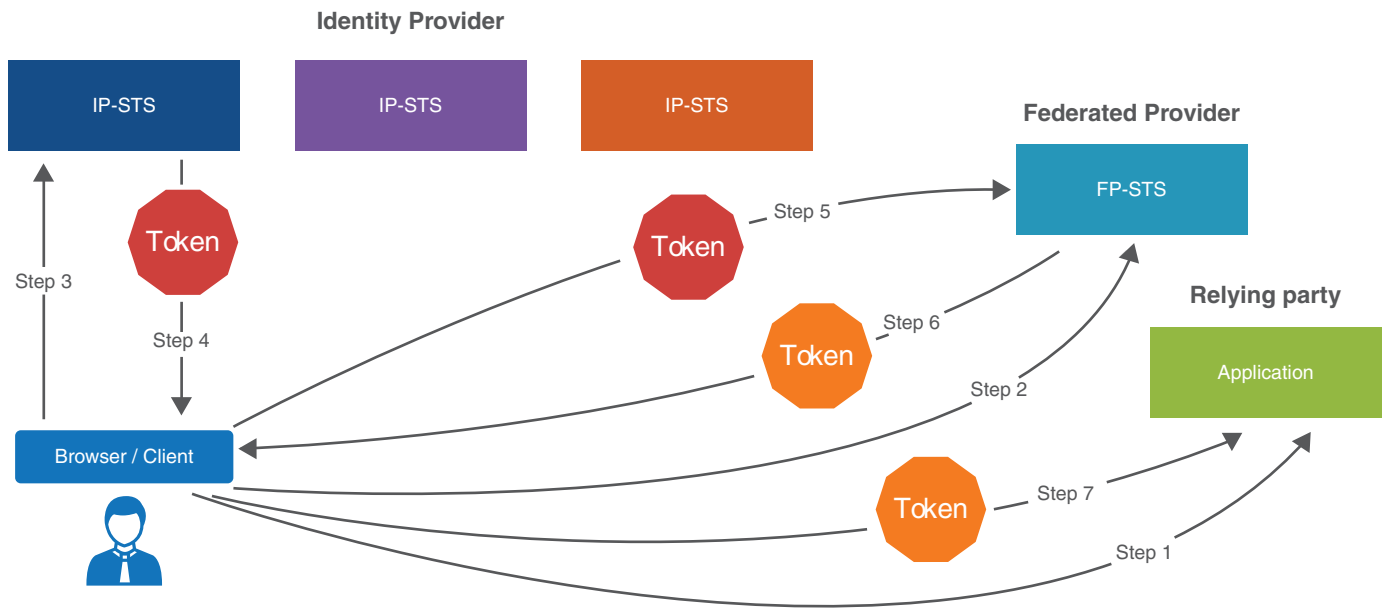 Identity Provider
IP-STS
IP-STS
IP-STS
Federated Provider
FP-STS
Token
Step 5
Token
Step 3
Step 4
Relying party
Step 6
Token
Application
Step 2
Browser / Client
Token
Step 7
Step 1